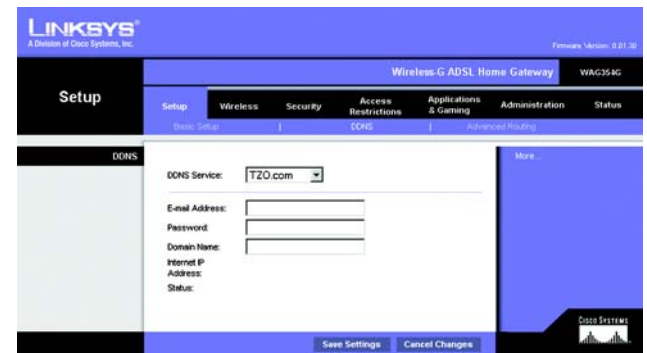 LINKSYS®
A Division of Cisco Systems, Inc.
Firmware Version: 0.01.30
Wireless-G ADSL Home Gateway WAG354G
Setup
Setup Wireless Security Access Restrictions Applications & Gaming Administration Status
Basic Setup | DDNS | Advanced Routing
DDNS
More...
DDNS Service: TZO.com
E-mail Address:
Password:
Domain Name:
Internet IP
Address:
Status:
Save Settings Cancel Changes
CISCO SYSTEMS